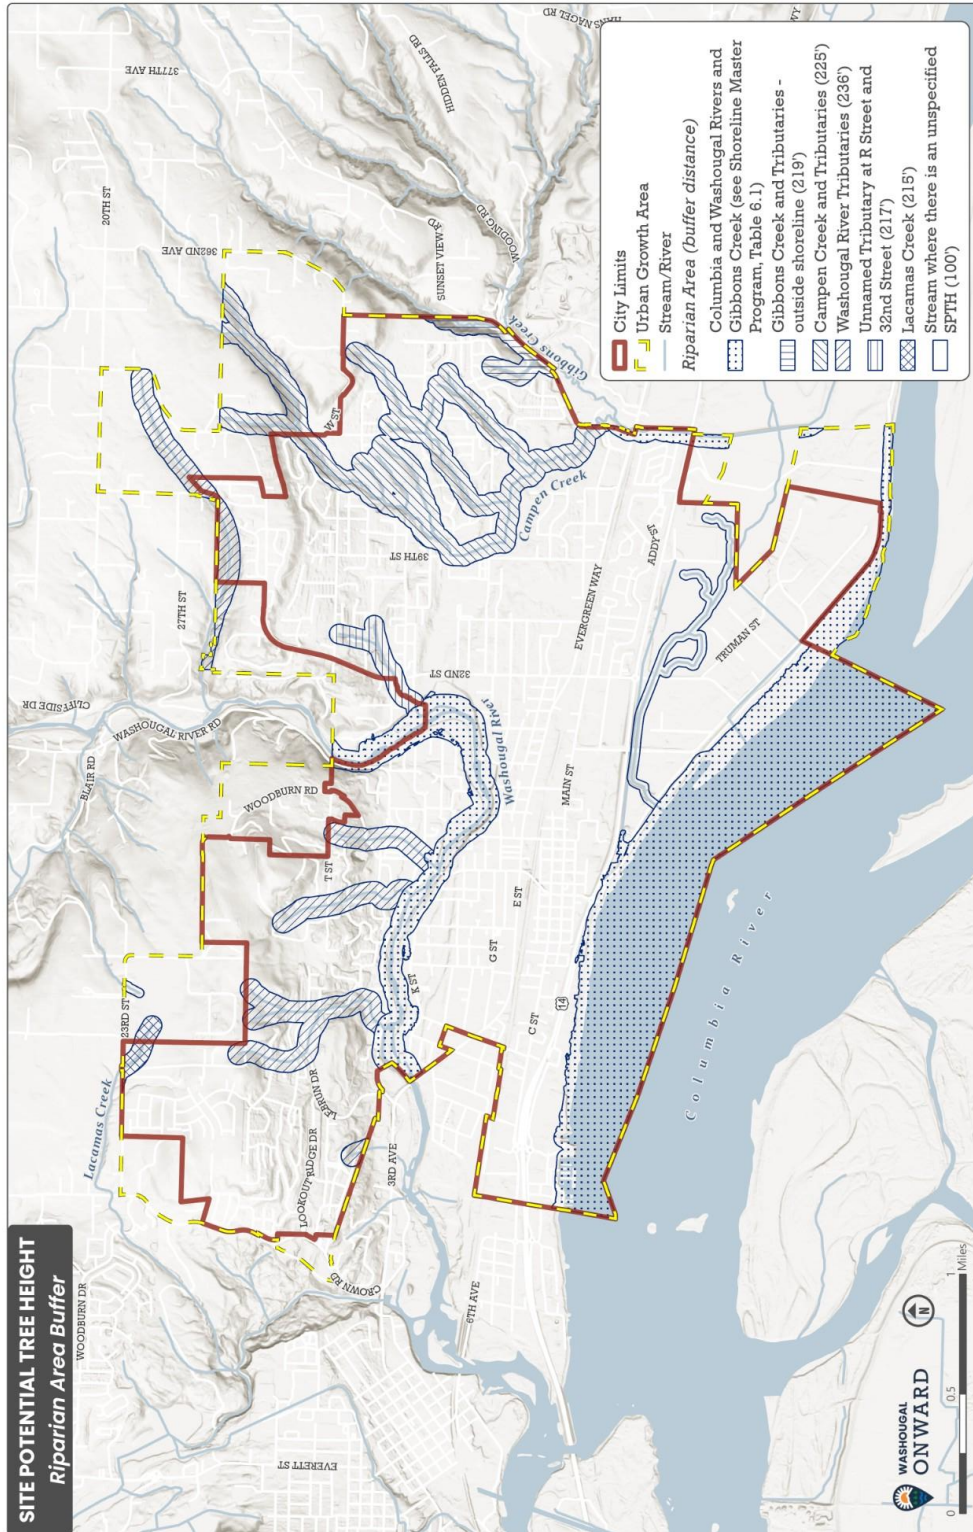 SITE POTENTIAL TREE HEIGHT
Riparian Area Buffer
WOODBURN DR
EVERETT ST
Lacamas Creek
23RD ST
LOOKOUT RIDGE DR
LEBRUN DR
CROWN RD
3RD AVE
6TH AVE
K ST
T ST
WOODBURN RD
BLAIR RD
WASHOUGAL RIVER RD
CLIFFSIDE DR
27TH ST
20TH ST
377TH AVE
362ND AVE
HANS NAGEL RD
HIDDEN FALLS RD
WOODING RD
SUNSET VIEW RD
W ST
39TH ST
32ND ST
Washougal River
Campen Creek
Gibbons Creek
G ST
E ST
C ST
14
MAIN ST
EVERGREEN WAY
ADDY ST
TRUMAN ST
Columbia River
WY
City Limits
Urban Growth Area
Stream/River
Riparian Area (buffer distance)
Columbia and Washougal Rivers and
Gibbons Creek (see Shoreline Master
Program, Table 6.1)
Gibbons Creek and Tributaries -
outside shoreline (219')
Campen Creek and Tributaries (225')
Washougal River Tributaries (236')
Unnamed Tributary at R Street and
32nd Street (217')
Lacamas Creek (215')
Stream where there is an unspecified
SPTH (100')
WASHOUGAL
ONWARD
N
0 0.5 1
Miles